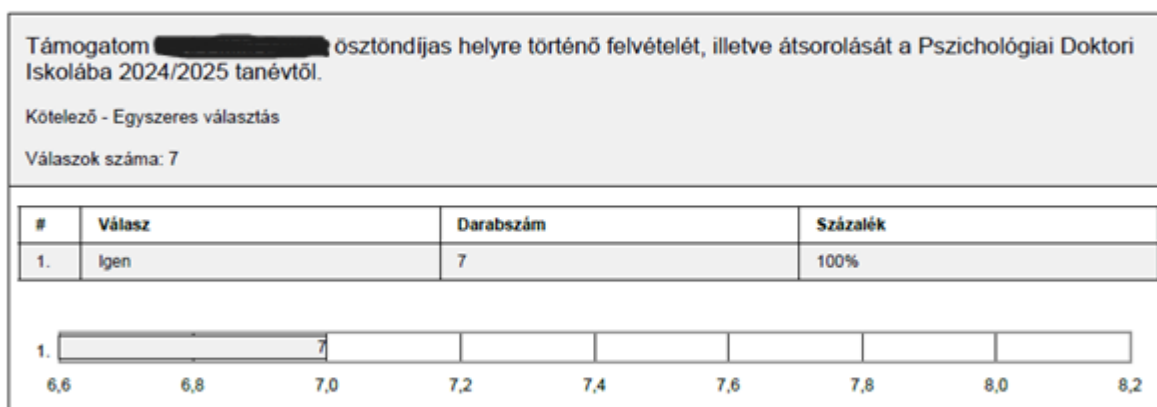 Támogatom ösztöndíjas helyre történő felvételét, illetve átsorolását a Pszichológiai Doktori
Iskolába 2024/2025 tanévtől.
Kötelező - Egyszeres választás
Válaszok száma: 7
# Válasz Darabszám Százalék
1. Igen 7 100%
1. 7
6,6 6,8 7,0 7,2 7,4 7,6 7,8 8,0 8,2